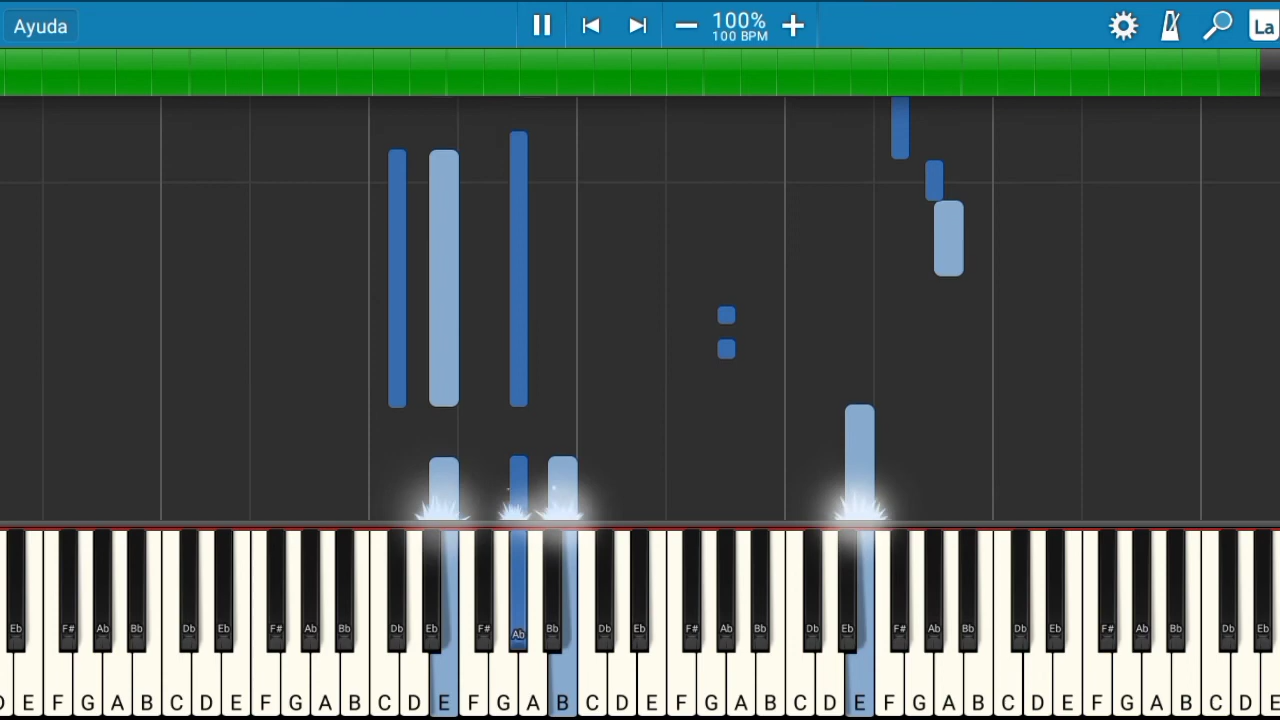 Ayuda
100%
100 BPM
La
Eb F# Ab Bb Db Eb F# Ab Bb Db Eb F# Ab Bb Db Eb F# Ab Bb Db Eb F# Ab Bb Db Eb F# Ab Bb Db Eb
D E F G A B C D E F G A B C D E F G A B C D E F G A B C D E F G A B C D E F G A B C D E